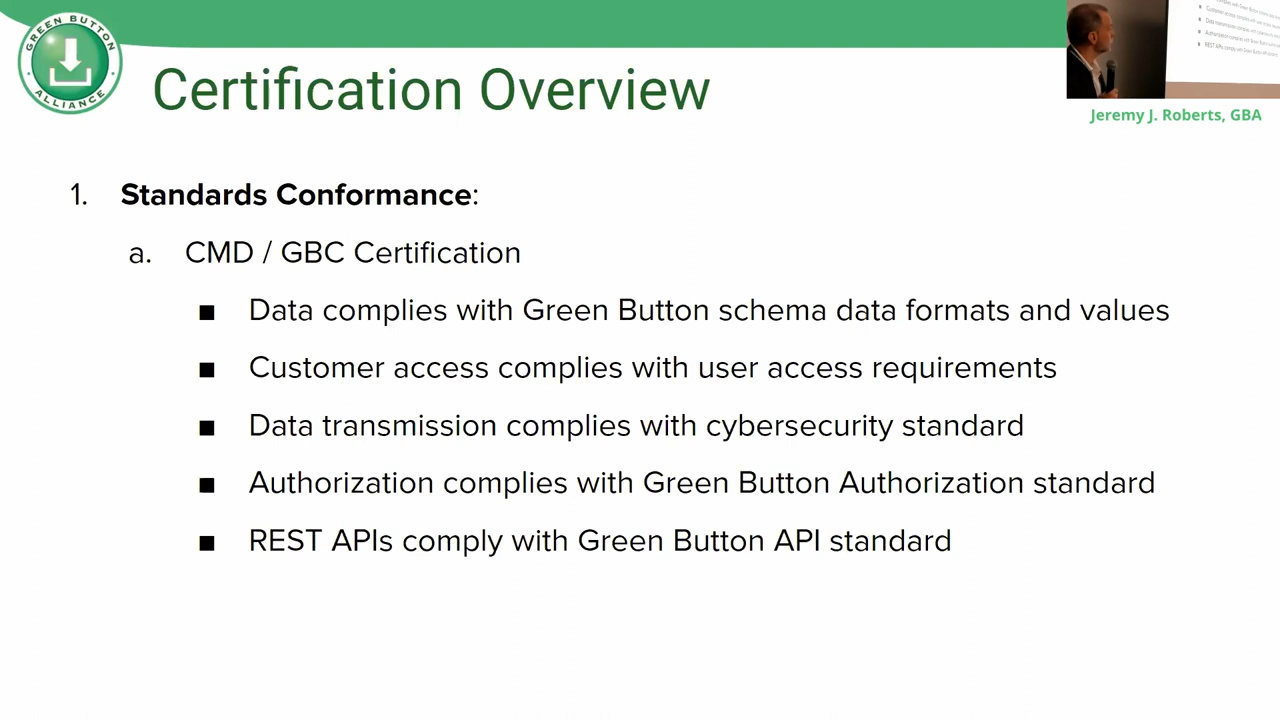 GREEN BUTTON
ALLIANCE
Certification Overview
Jeremy J. Roberts, GBA
1. Standards Conformance:
a. CMD / GBC Certification
■ Data complies with Green Button schema data formats and values
■ Customer access complies with user access requirements
■ Data transmission complies with cybersecurity standard
■ Authorization complies with Green Button Authorization standard
■ REST APIs comply with Green Button API standard